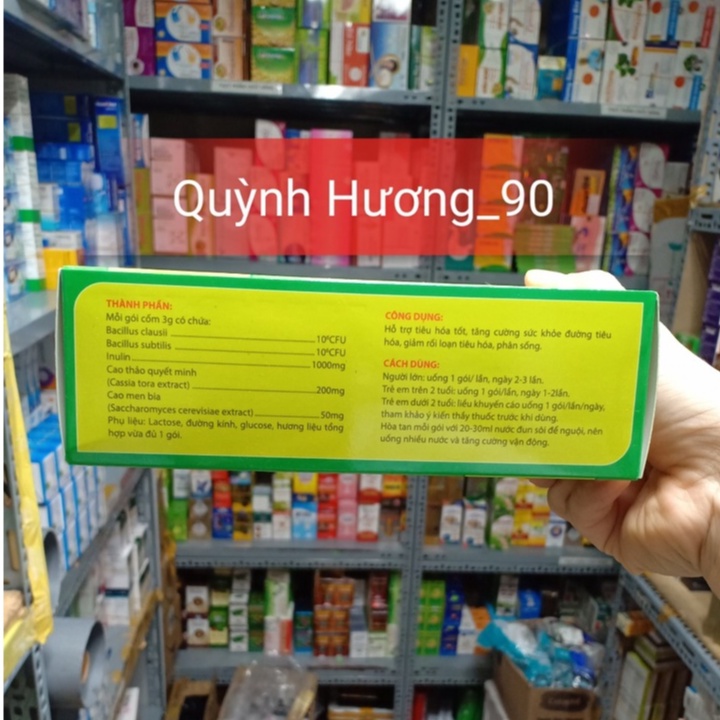 Quỳnh Hương_90
THÀNH PHẦN:
Mỗi gói cốm 3g có chứa:
Bacillus clausii 10⁸CFU
Bacillus subtilis 10⁸CFU
Inulin 1000mg
Cao thảo quyết minh
(Cassia tora extract) 200mg
Cao men bia
(Saccharomyces cerevisiae extract) 50mg
Phụ liệu: Lactose, đường kính, glucose, hương liệu tổng
hợp vừa đủ 1 gói.
CÔNG DỤNG:
Hỗ trợ tiêu hóa tốt, tăng cường sức khỏe đường tiêu
hóa, giảm rối loạn tiêu hóa, phân sống.
CÁCH DÙNG:
Người lớn: uống 1 gói/ lần, ngày 2-3 lần.
Trẻ em trên 2 tuổi: uống 1 gói/lần, ngày 1-2lần.
Trẻ em dưới 2 tuổi: liều khuyến cáo uống 1 gói/lần/ngày,
tham khảo ý kiến thầy thuốc trước khi dùng.
Hòa tan mỗi gói với 20-30ml nước đun sôi để nguội, nên
uống nhiều nước và tăng cường vận động.